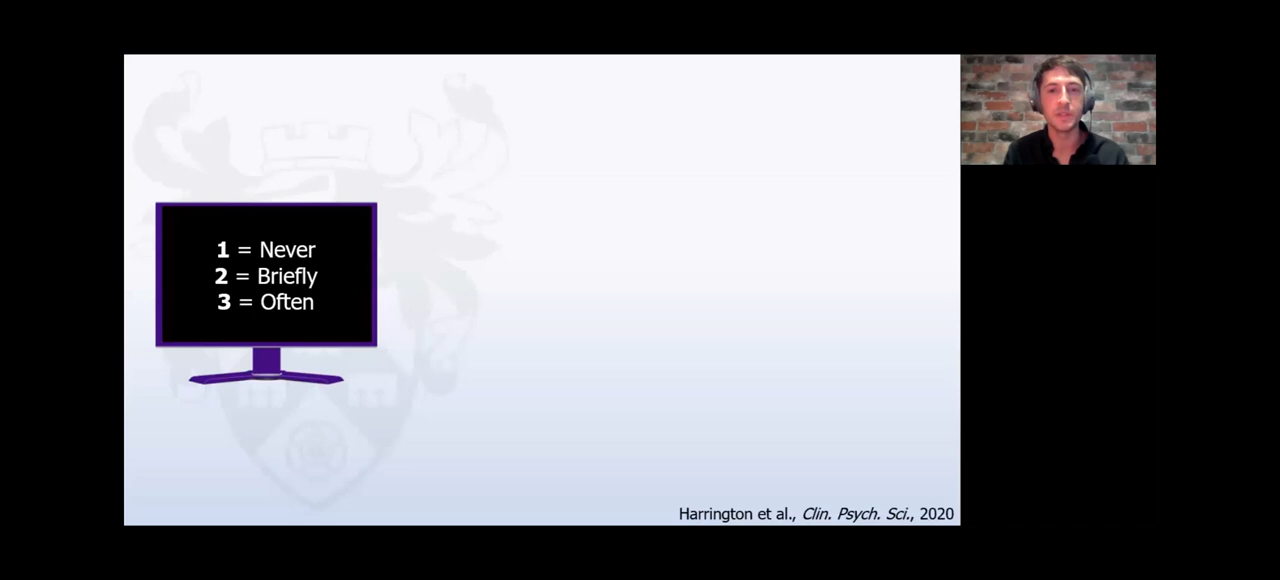 1 = Never
2 = Briefly
3 = Often
Harrington et al., Clin. Psych. Sci., 2020